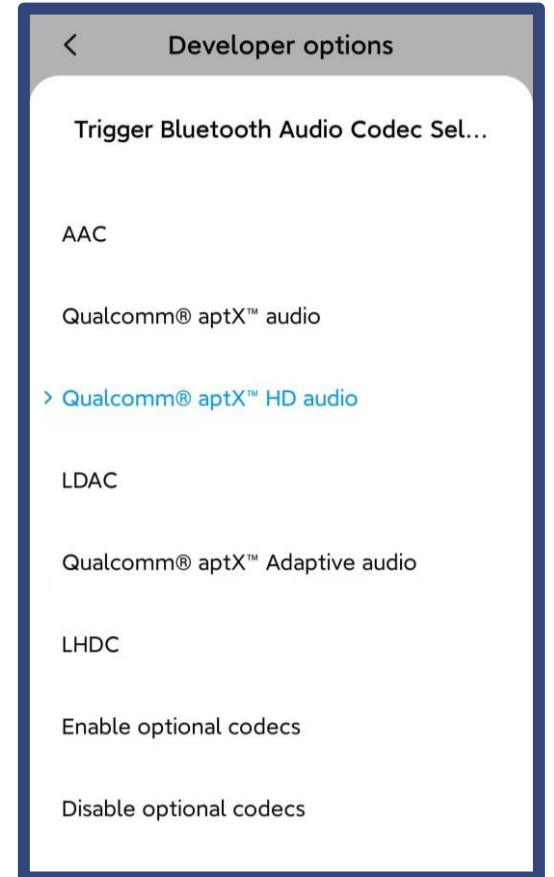 Developer options
Trigger Bluetooth Audio Codec Sel...
AAC
Qualcomm® aptX™ audio
Qualcomm® aptX™ HD audio
LDAC
Qualcomm® aptX™ Adaptive audio
LHDC
Enable optional codecs
Disable optional codecs